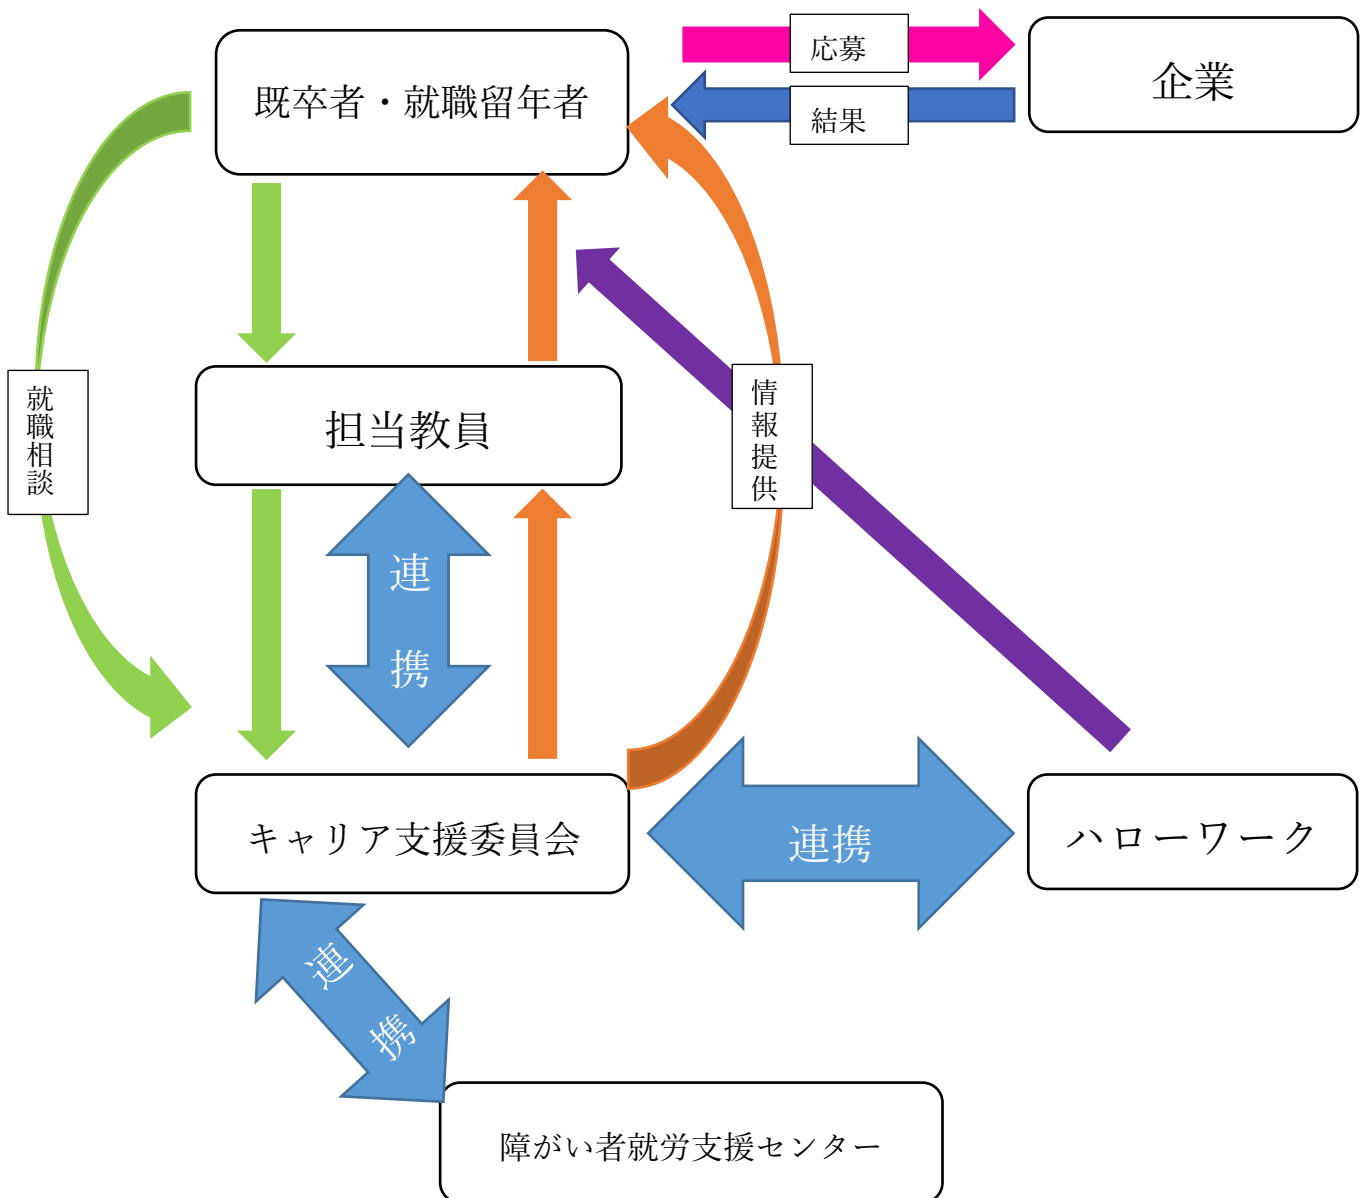 応募
企業
既卒者・就職留年者
結果
就職相談
担当教員
情報提供
連携
キャリア支援委員会
連携
ハローワーク
連携
障がい者就労支援センター